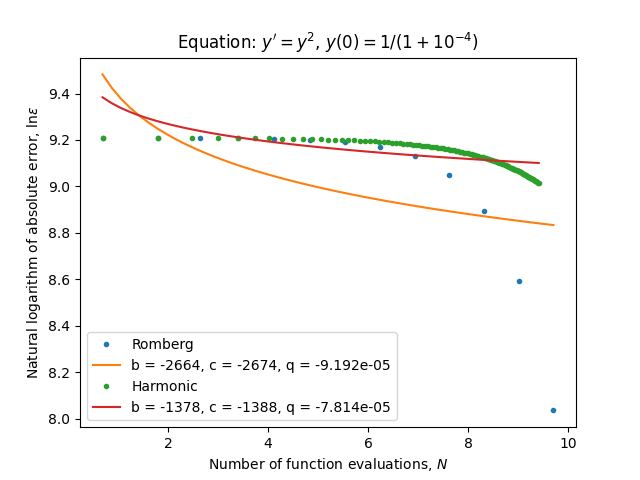 Equation: y' = y², y(0) = 1/(1 + 10⁻⁴)
Natural logarithm of absolute error, lnε
9.4
9.2
9.0
8.8
8.6
8.4
8.2
8.0
Romberg
b = -2664, c = -2674, q = -9.192e-05
Harmonic
b = -1378, c = -1388, q = -7.814e-05
2 4 6 8 10
Number of function evaluations, N